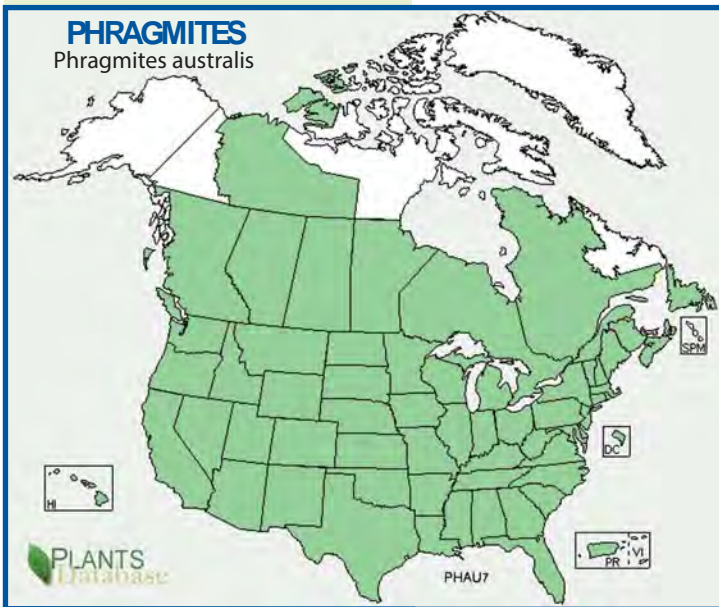 PHRAGMITES
Phragmites australis
SPM
DC
HI
PR
VI
PLANTS
Database
PHAU7